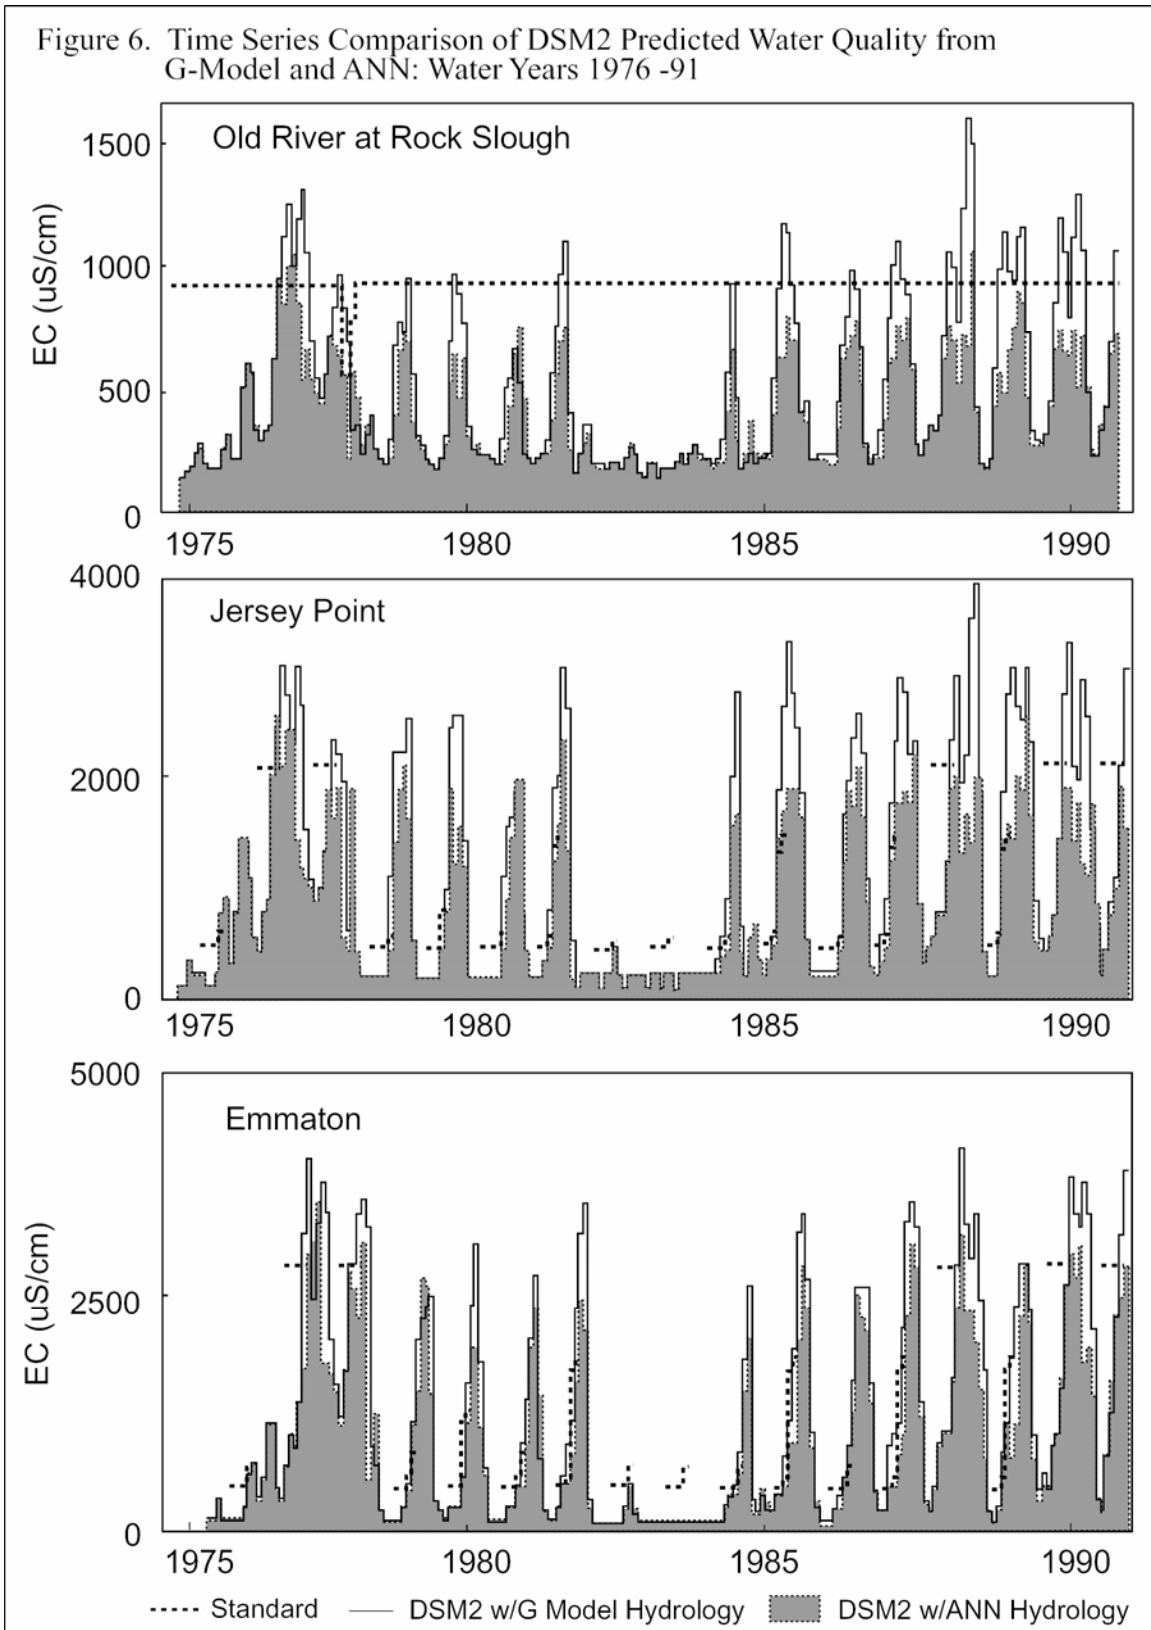 Figure 6. Time Series Comparison of DSM2 Predicted Water Quality from
G-Model and ANN: Water Years 1976 -91
Old River at Rock Slough
EC (uS/cm)
1500
1000
500
0
1975 1980 1985 1990
Jersey Point
4000
2000
0
1975 1980 1985 1990
Emmaton
EC (uS/cm)
5000
2500
0
1975 1980 1985 1990
Standard DSM2 w/G Model Hydrology DSM2 w/ANN Hydrology